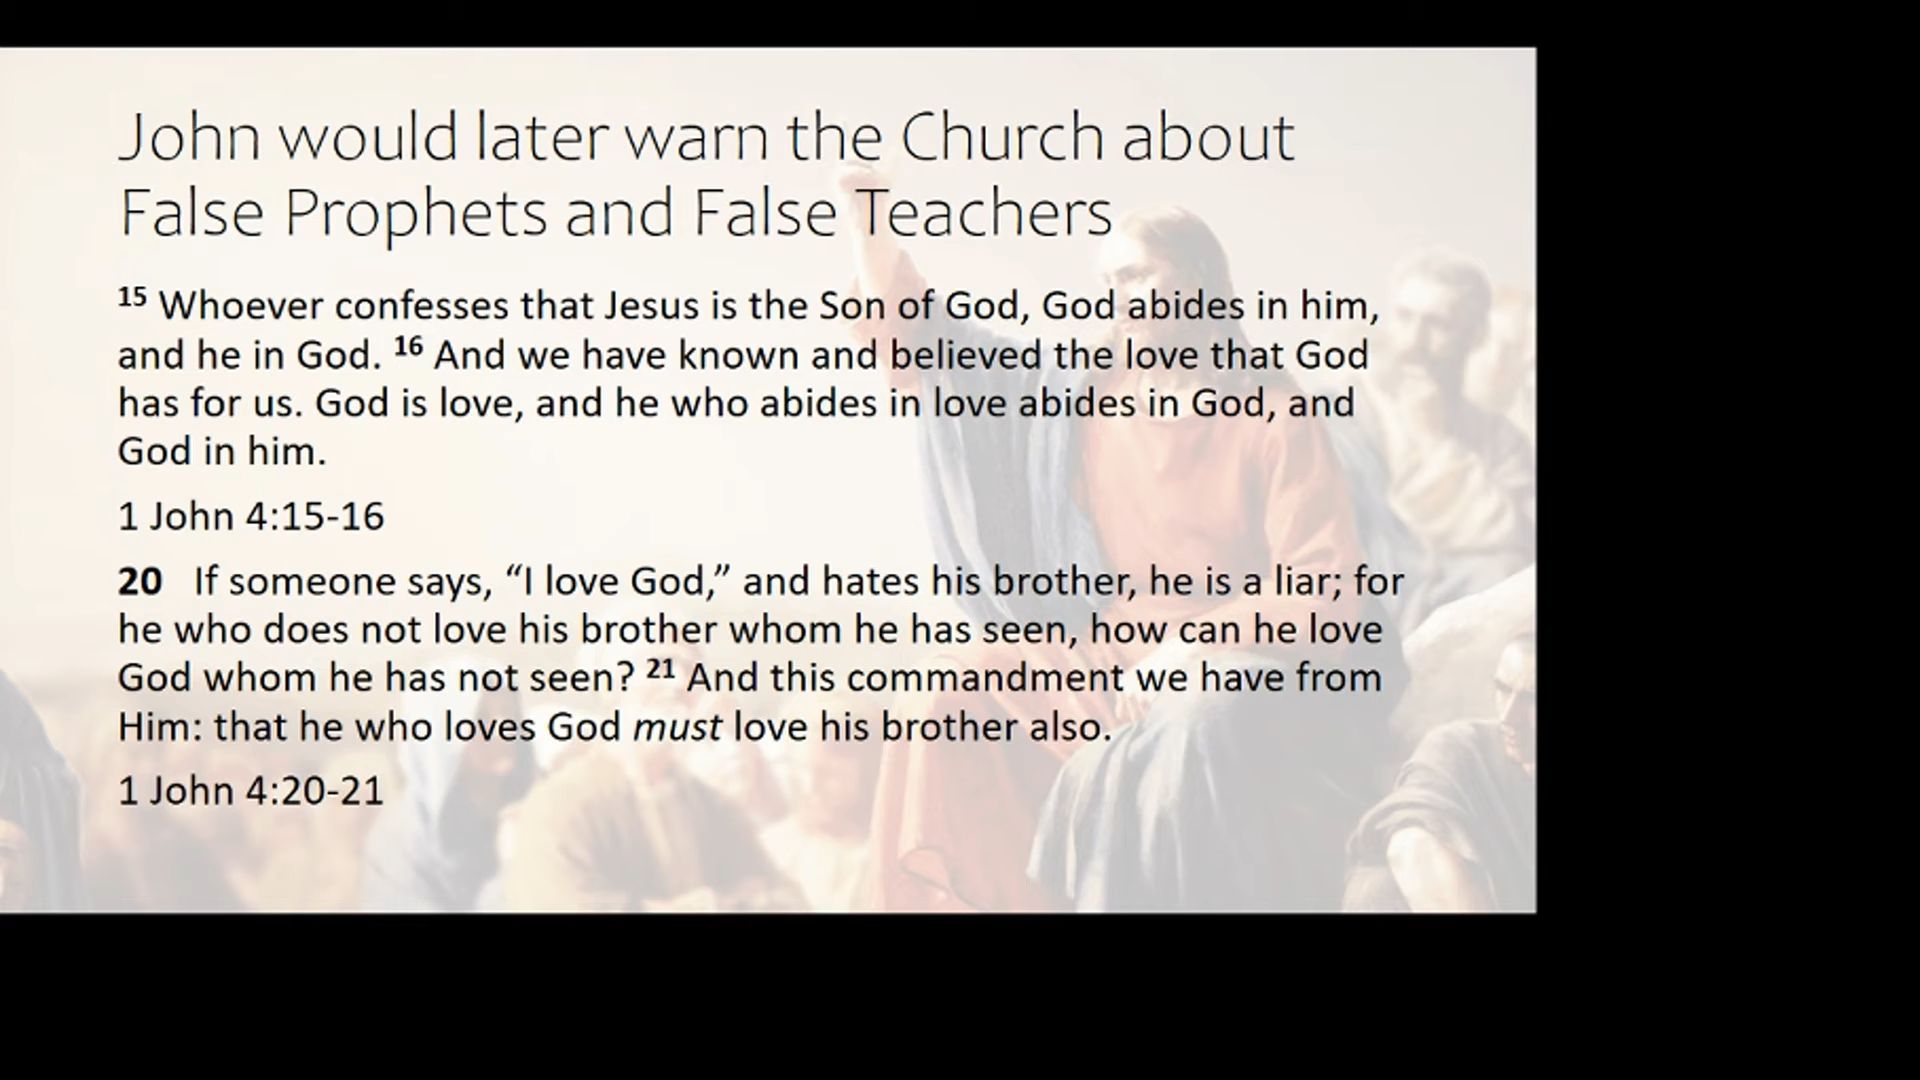 John would later warn the Church about
False Prophets and False Teachers
15 Whoever confesses that Jesus is the Son of God, God abides in him,
and he in God. 16 And we have known and believed the love that God
has for us. God is love, and he who abides in love abides in God, and
God in him.
1 John 4:15-16
20 If someone says, “I love God,” and hates his brother, he is a liar; for
he who does not love his brother whom he has seen, how can he love
God whom he has not seen? 21 And this commandment we have from
Him: that he who loves God must love his brother also.
1 John 4:20-21